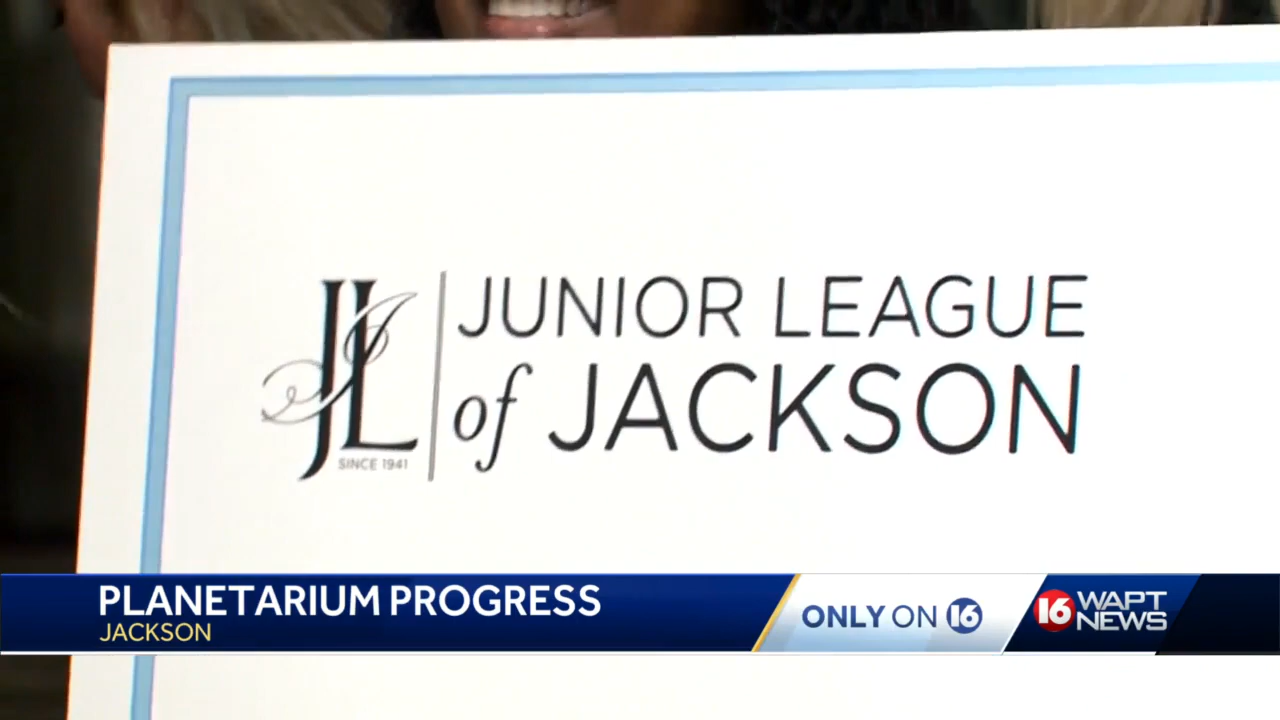 JL
JUNIOR LEAGUE
of JACKSON
SINCE 1941
PLANETARIUM PROGRESS
JACKSON
ONLY ON 16
16 WAPT
NEWS